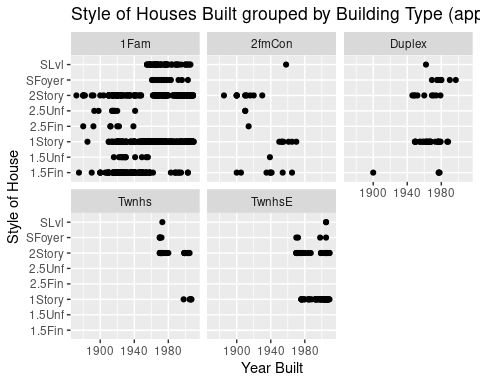 Style of Houses Built grouped by Building Type (app
1Fam
2fmCon
Duplex
SLvl
SFoyer
2Story
2.5Unf
2.5Fin
1Story
1.5Unf
1.5Fin
1900 1940 1980
Twnhs
TwnhsE
SLvl
SFoyer
2Story
2.5Unf
2.5Fin
1Story
1.5Unf
1.5Fin
1900 1940 1980
1900 1940 1980
Year Built
Style of House